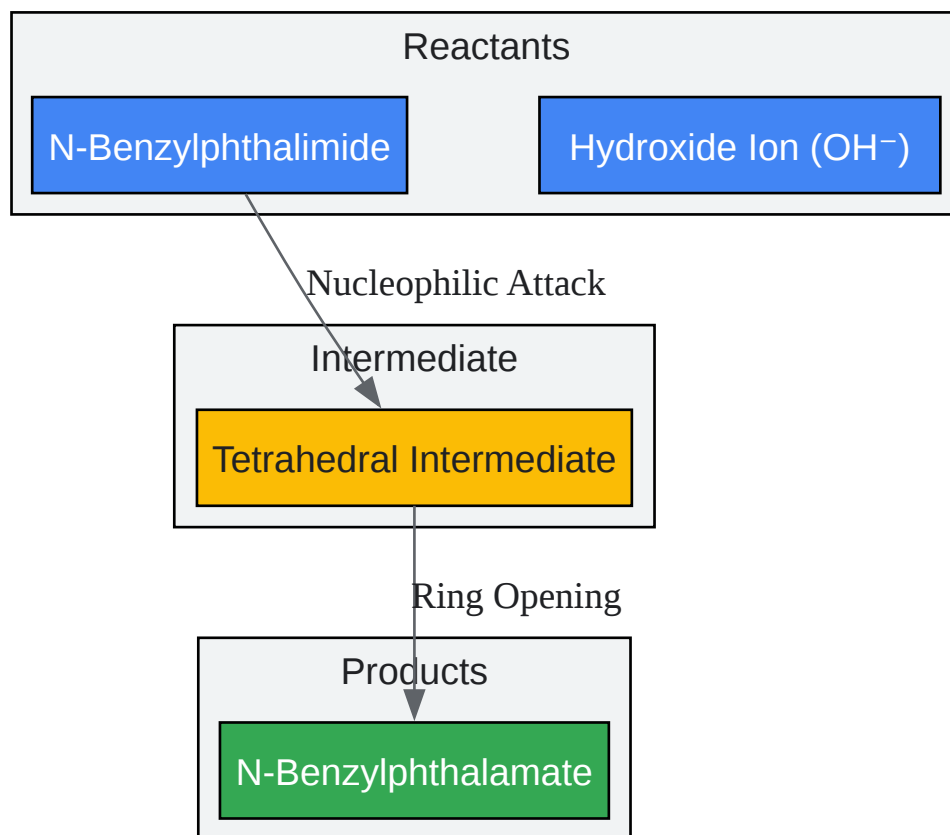 Reactants
N-Benzylphthalimide
Hydroxide Ion (OH⁻)
Nucleophilic Attack
Intermediate
Tetrahedral Intermediate
Ring Opening
Products
N-Benzylphthalamate